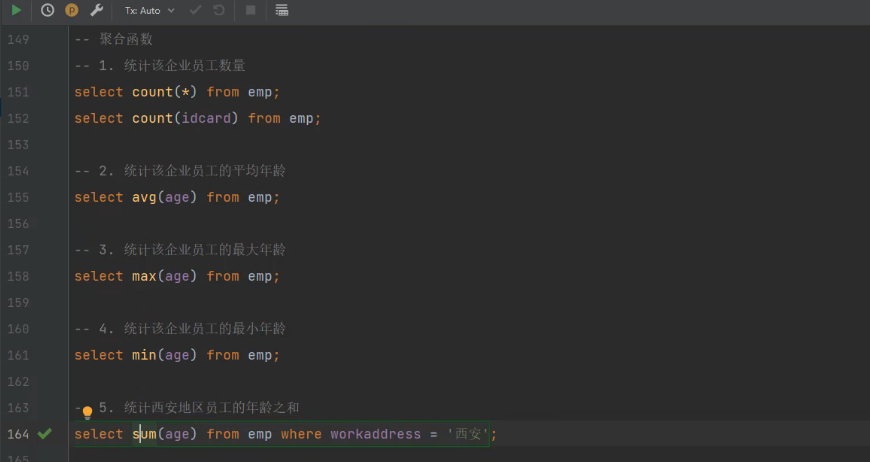 Tx: Auto
149 -- 聚合函数
150 -- 1. 统计该企业员工数量
151 select count(*) from emp;
152 select count(idcard) from emp;
153
154 -- 2. 统计该企业员工的平均年龄
155 select avg(age) from emp;
156
157 -- 3. 统计该企业员工的最大年龄
158 select max(age) from emp;
159
160 -- 4. 统计该企业员工的最小年龄
161 select min(age) from emp;
162
163 - 5. 统计西安地区员工的年龄之和
164 select sum(age) from emp where workaddress = '西安';
165